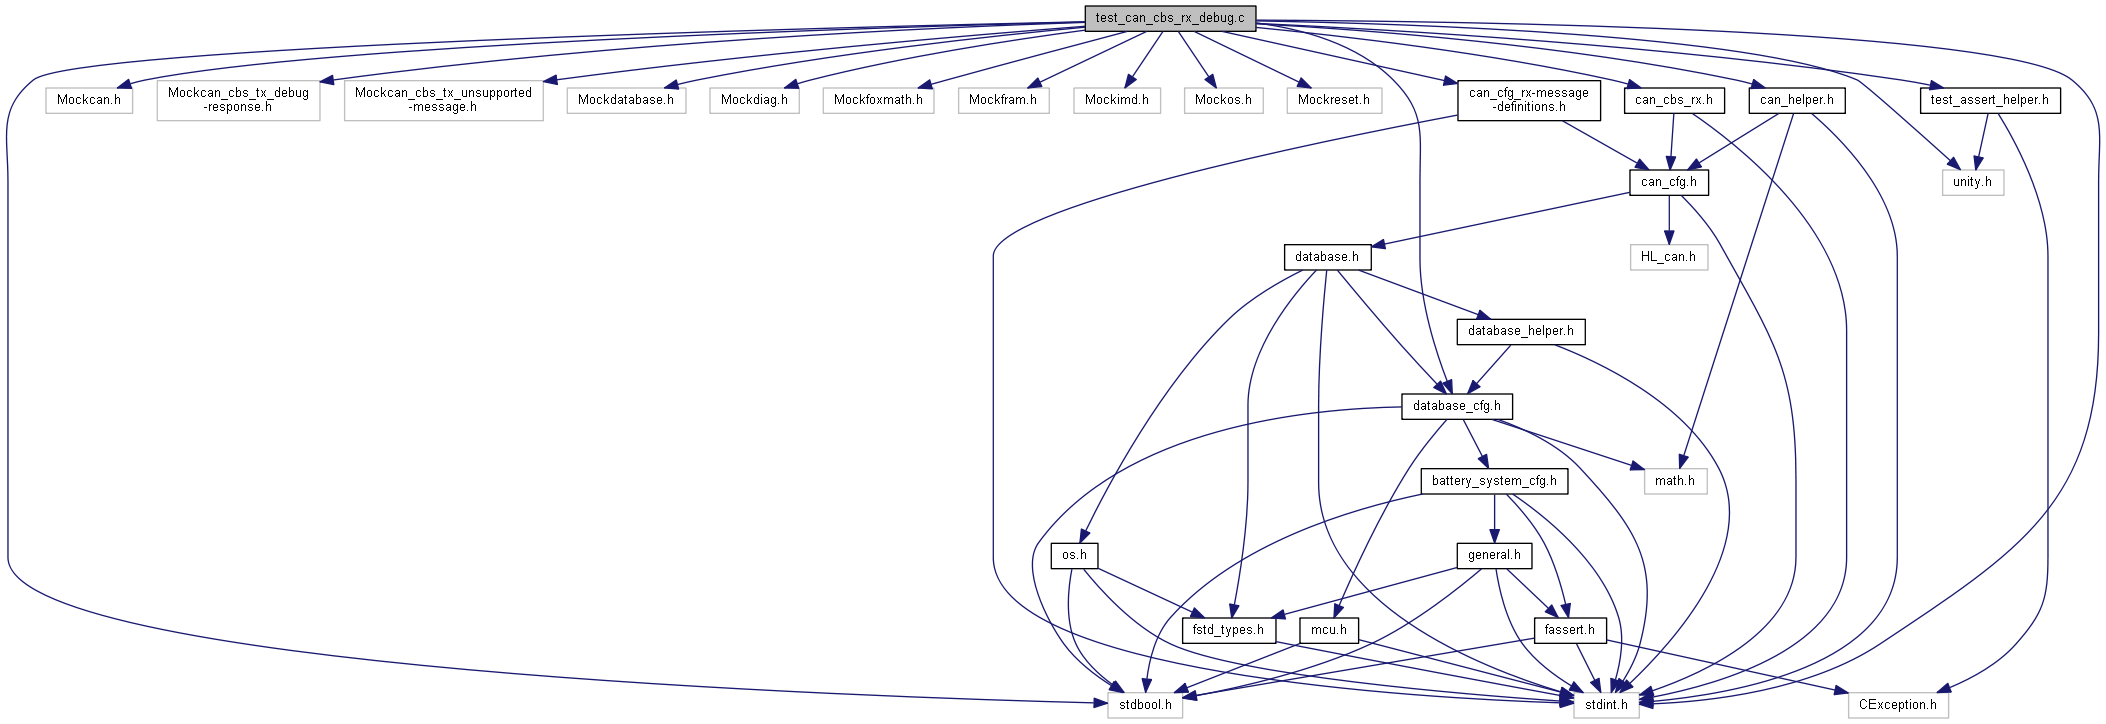 test_can_cbs_rx_debug.c
Mockcan.h
Mockcan_cbs_tx_debug
-response.h
Mockcan_cbs_tx_unsupported
-message.h
Mockdatabase.h
Mockdiag.h
Mockfoxmath.h
Mockfram.h
Mockimd.h
Mockos.h
Mockreset.h
can_cfg_rx-message
-definitions.h
can_cbs_rx.h
can_helper.h
test_assert_helper.h
can_cfg.h
unity.h
database.h
HL_can.h
database_helper.h
database_cfg.h
battery_system_cfg.h
math.h
os.h
general.h
fstd_types.h
mcu.h
fassert.h
stdbool.h
stdint.h
CException.h